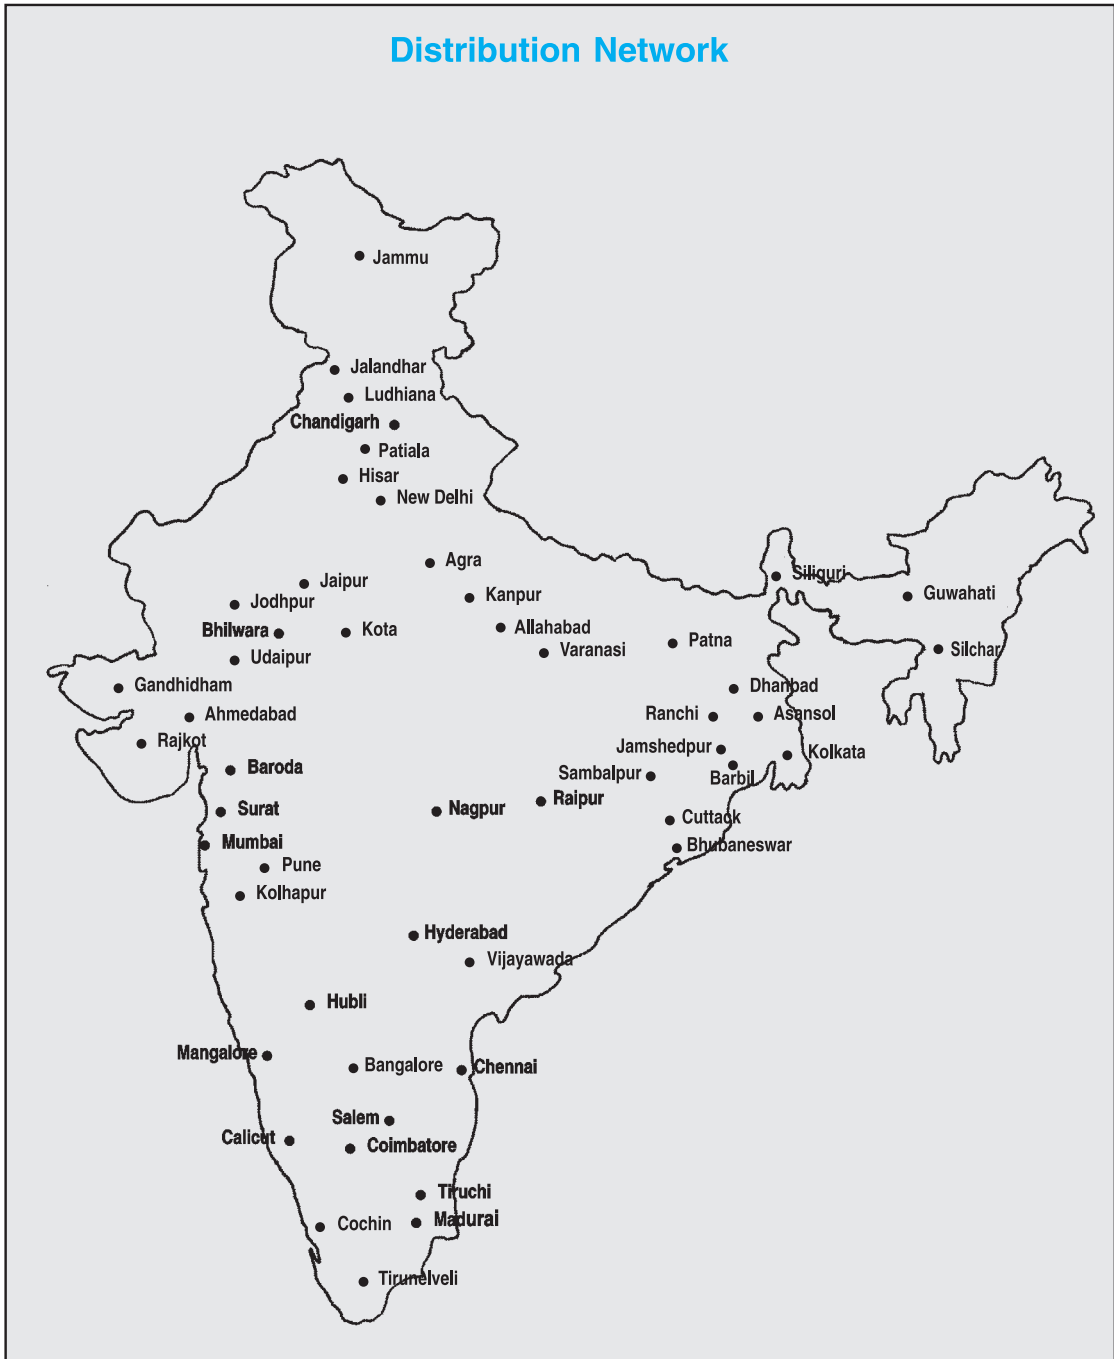 Distribution Network
Jammu
Jalandhar
Ludhiana
Chandigarh
Patiala
Hisar
New Delhi
Agra
Siliguri
Jaipur
Kanpur
Guwahati
Jodhpur
Bhilwara
Kota
Allahabad
Patna
Varanasi
Silchar
Udaipur
Gandhidham
Dhanbad
Ahmedabad
Ranchi
Asansol
Rajkot
Jamshedpur
Kolkata
Baroda
Sambalpur
Barbil
Surat
Nagpur
Raipur
Cuttack
Mumbai
Bhubaneswar
Pune
Kolhapur
Hyderabad
Vijayawada
Hubli
Mangalore
Bangalore
Chennai
Salem
Calicut
Coimbatore
Tiruchi
Cochin
Madurai
Tirunelveli